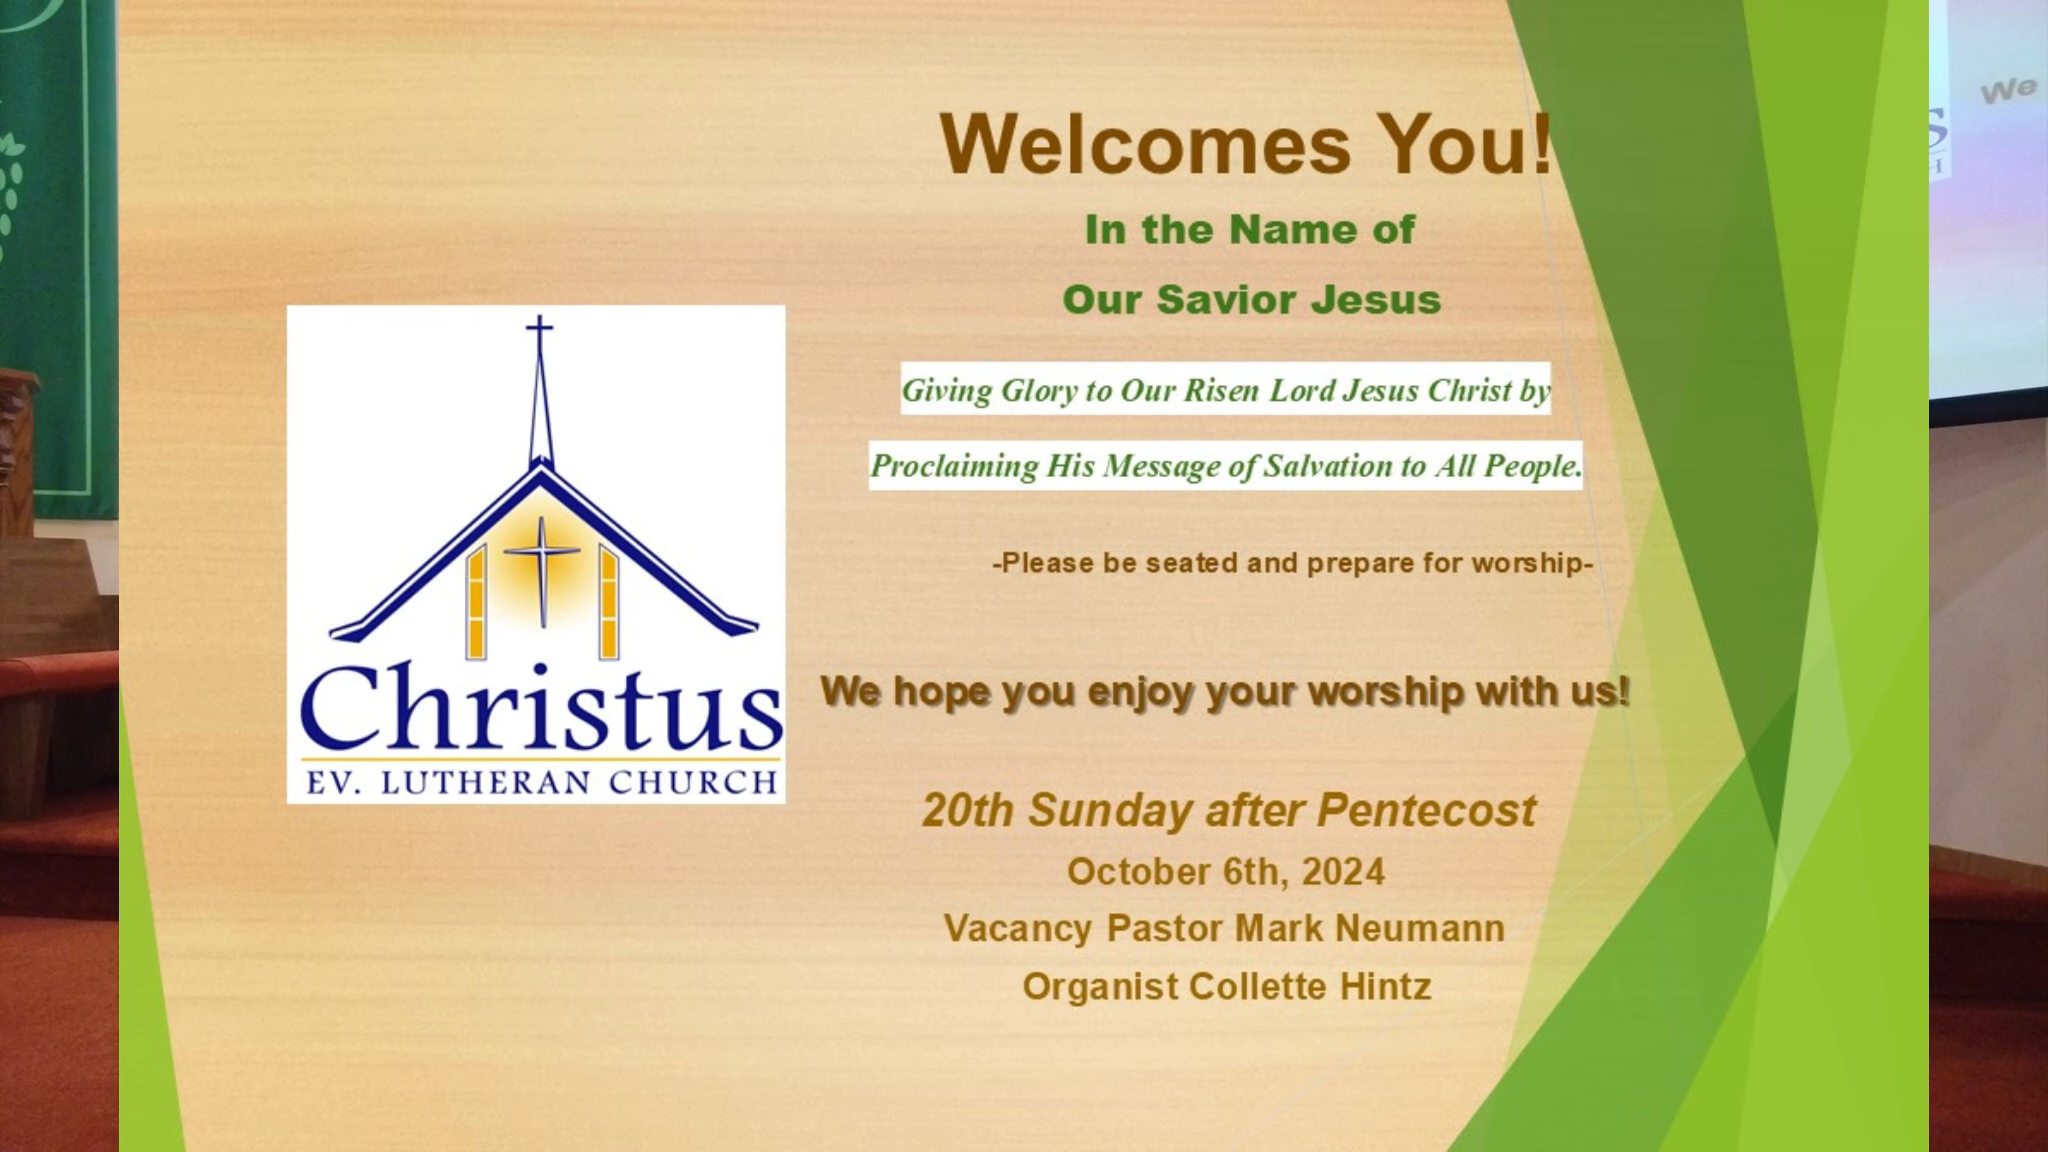 Welcomes You!
In the Name of
Our Savior Jesus
Giving Glory to Our Risen Lord Jesus Christ by
Proclaiming His Message of Salvation to All People.
-Please be seated and prepare for worship-
We hope you enjoy your worship with us!
Christus
EV. LUTHERAN CHURCH
20th Sunday after Pentecost
October 6th, 2024
Vacancy Pastor Mark Neumann
Organist Collette Hintz
We
S
H